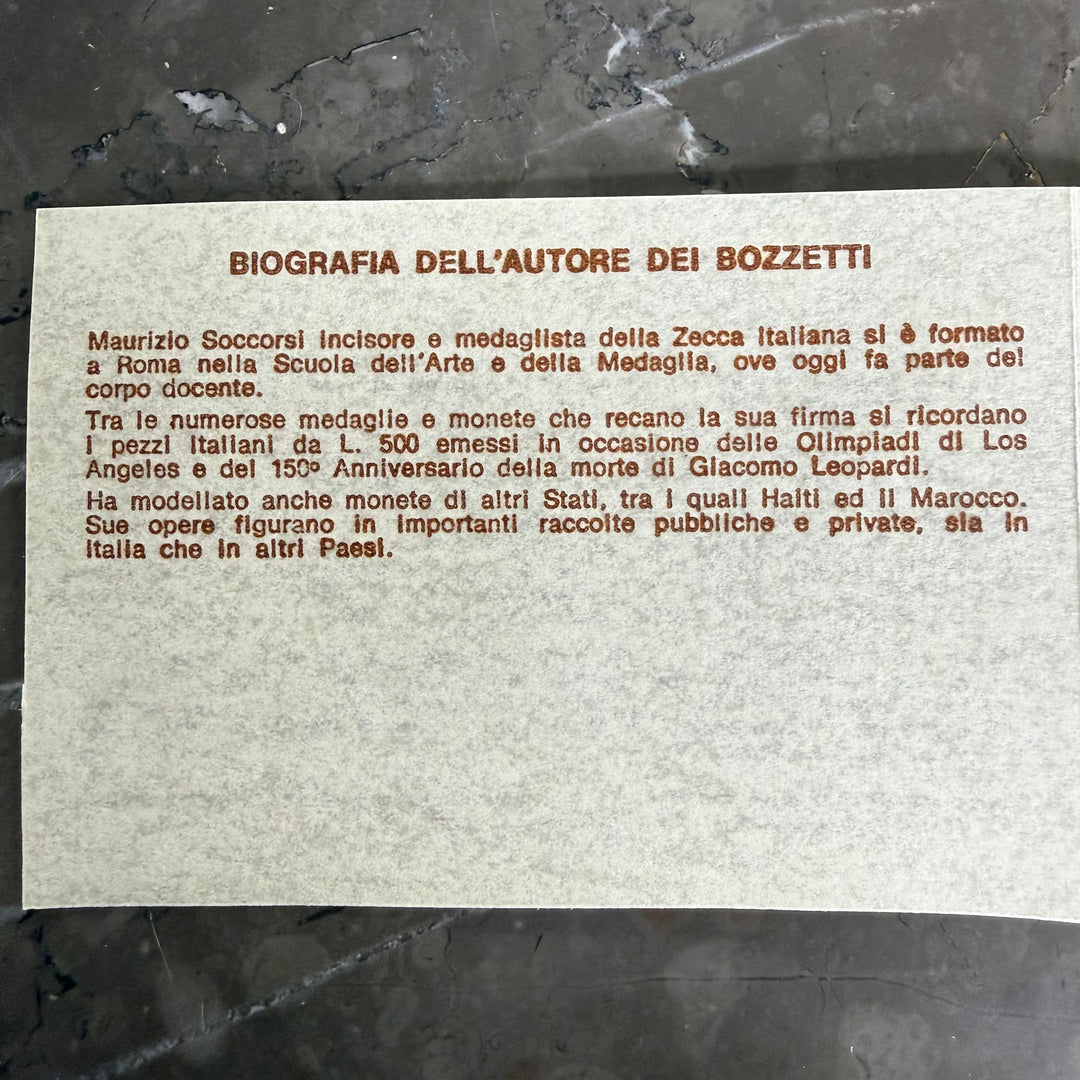 BIOGRAFIA DELL'AUTORE DEI BOZZETTI
Maurizio Soccorsi incisore e medaglista della Zecca Italiana si è formato
a Roma nella Scuola dell'Arte e della Medaglia, ove oggi fa parte del
corpo docente.
Tra le numerose medaglie e monete che recano la sua firma si ricordano
i pezzi italiani da L. 500 emessi in occasione delle Olimpiadi di Los
Angeles e del 150º Anniversario della morte di Giacomo Leopardi.
Ha modellato anche monete di altri Stati, tra i quali Haiti ed il Marocco.
Sue opere figurano in importanti raccolte pubbliche e private, sia in
Italia che in altri Paesi.